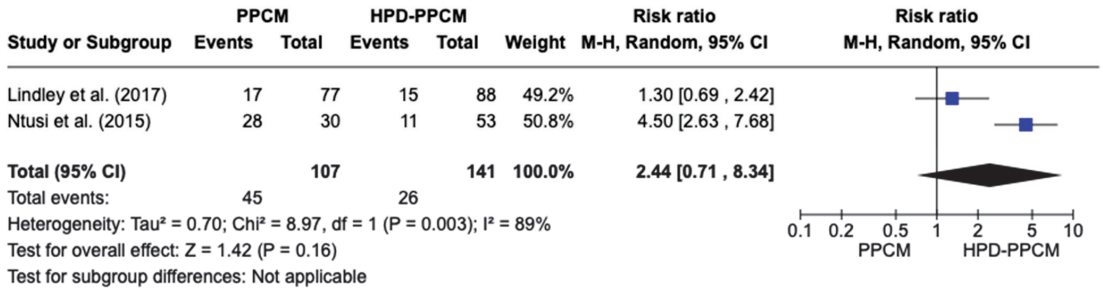 PPCM HPD-PPCM Risk ratio Risk ratio
Study or Subgroup Events Total Events Total Weight M-H, Random, 95% CI M-H, Random, 95% CI
Lindley et al. (2017) 17 77 15 88 49.2% 1.30 [0.69 , 2.42]
Ntusi et al. (2015) 28 30 11 53 50.8% 4.50 [2.63 , 7.68]
Total (95% CI) 107 141 100.0% 2.44 [0.71 , 8.34]
Total events: 45 26
Heterogeneity: Tau² = 0.70; Chi² = 8.97, df = 1 (P = 0.003); I² = 89%
Test for overall effect: Z = 1.42 (P = 0.16)
Test for subgroup differences: Not applicable
0.1 0.2 0.5 1 2 5 10
PPCM HPD-PPCM